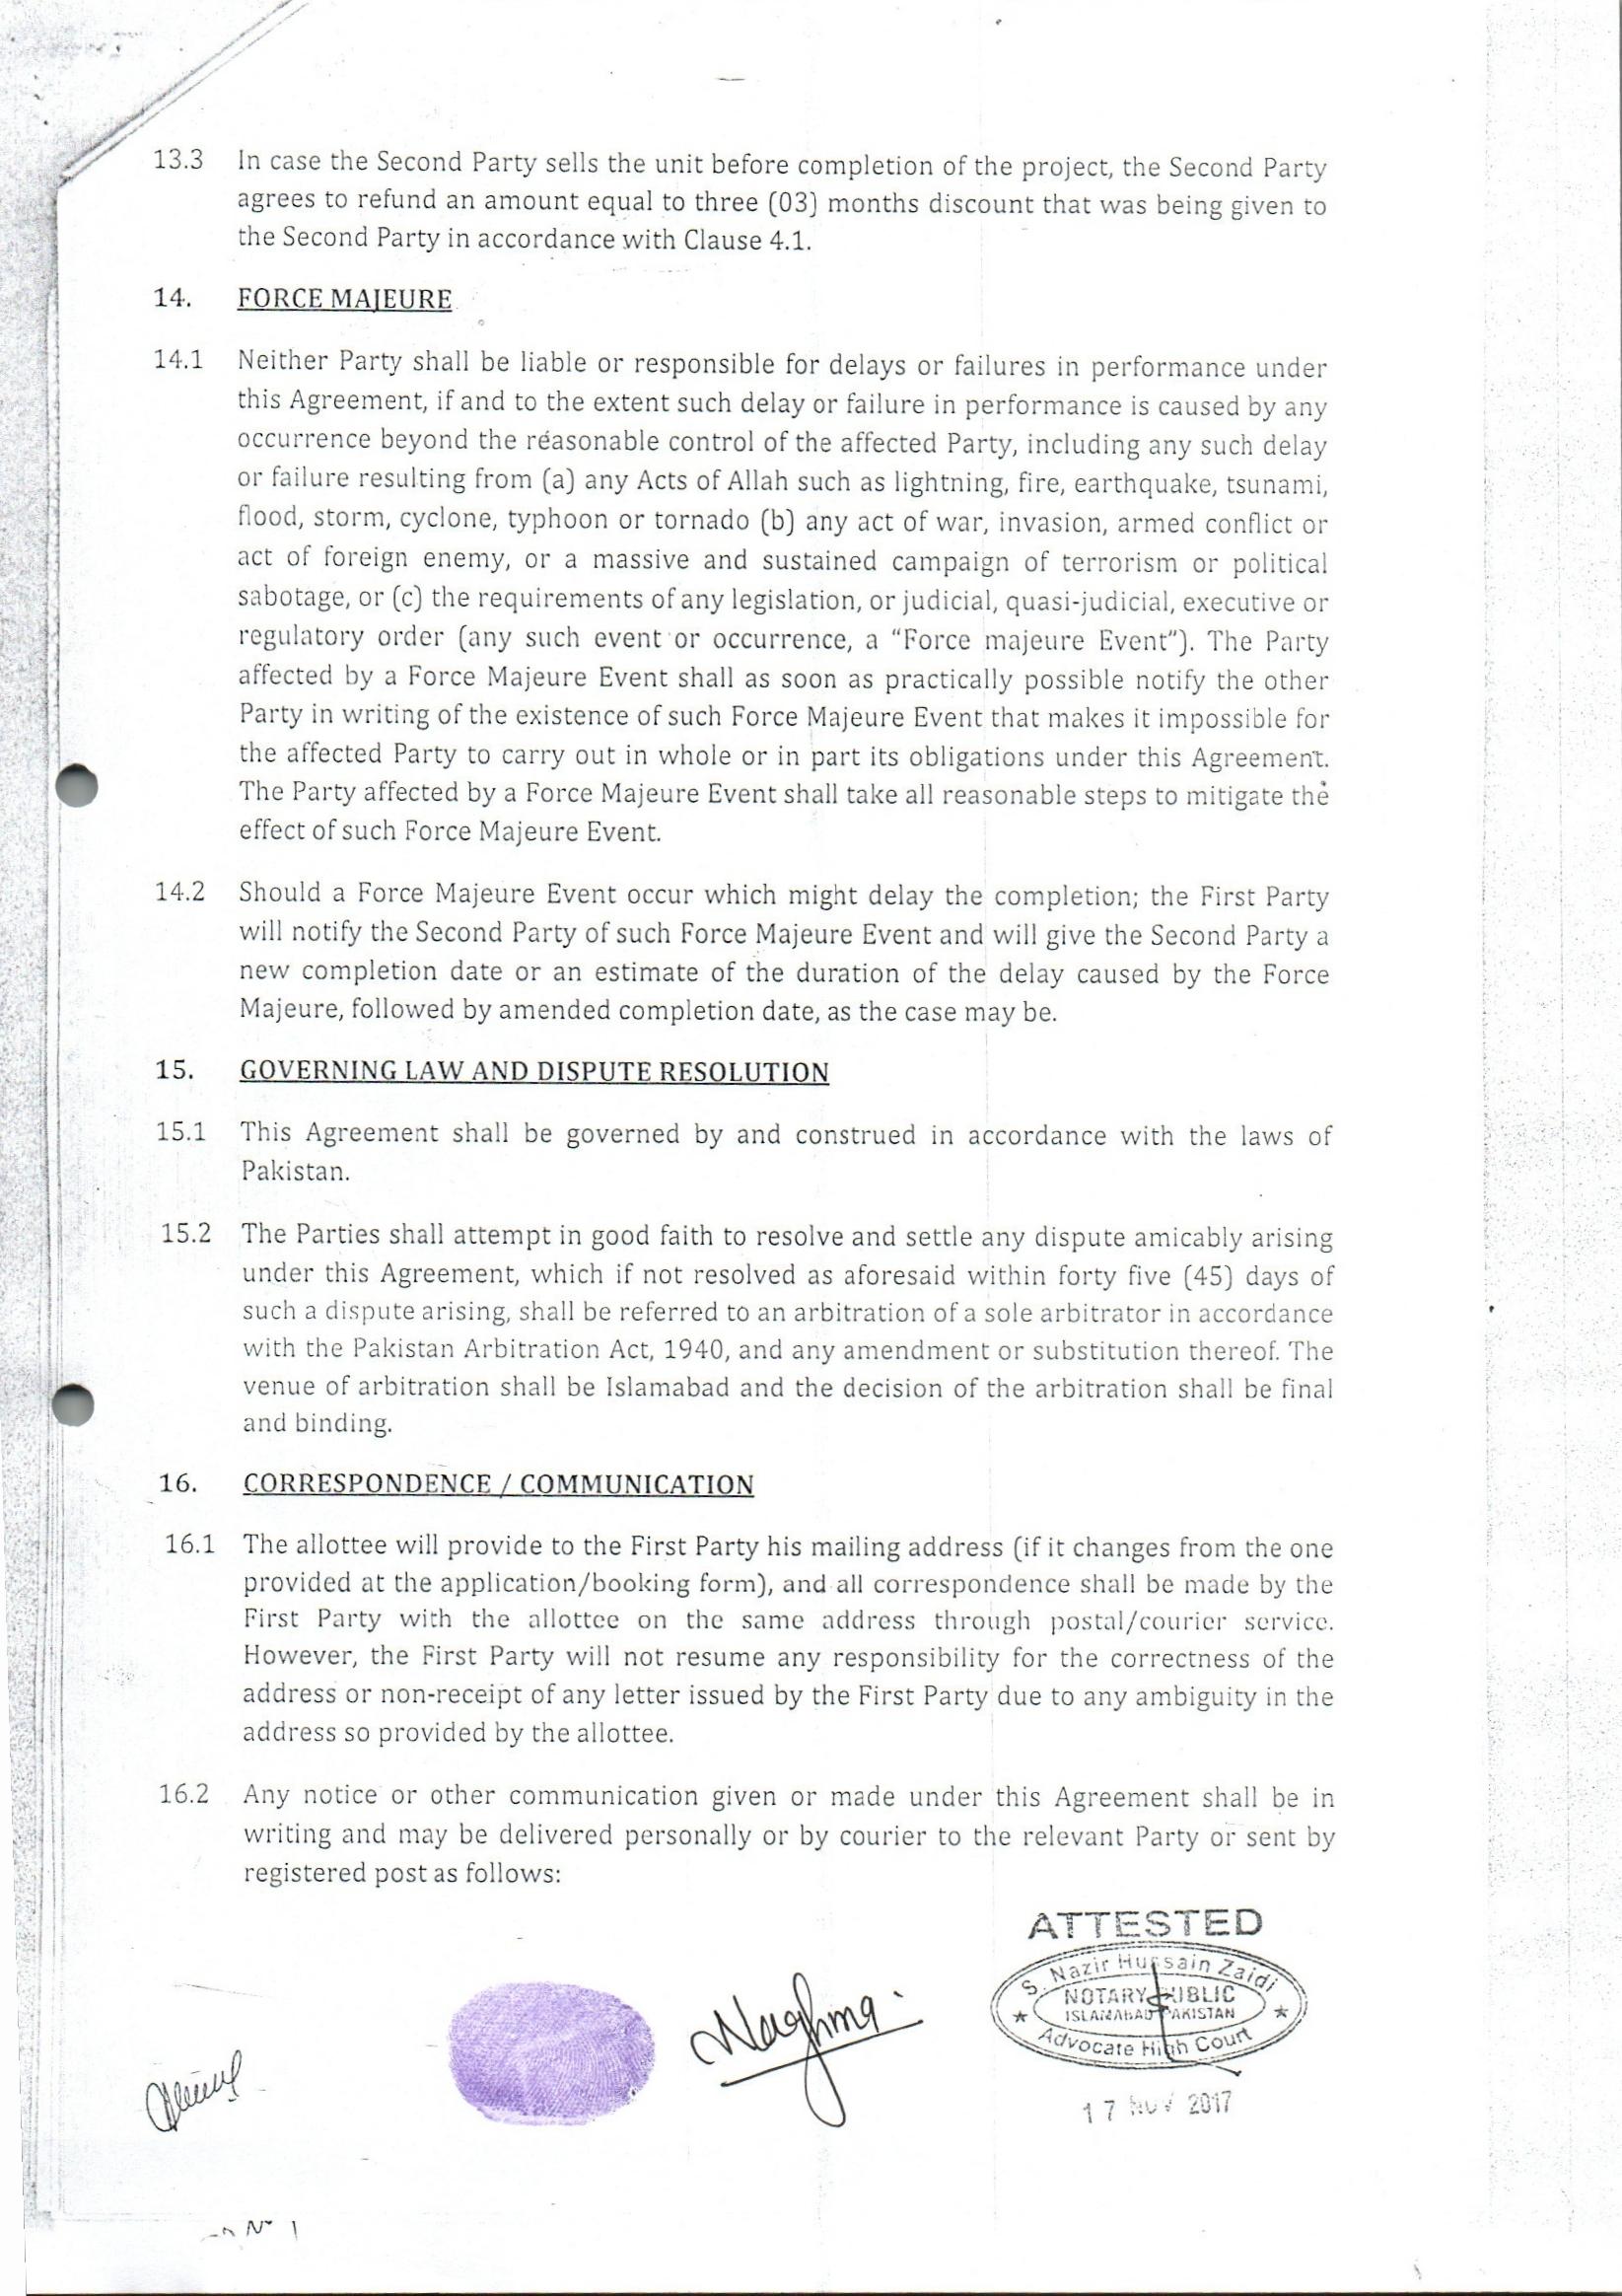 13.3 In case the Second Party sells the unit before completion of the project, the Second Party
agrees to refund an amount equal to three (03) months discount that was being given to
the Second Party in accordance with Clause 4.1.
14. FORCE MAJEURE
14.1 Neither Party shall be liable or responsible for delays or failures in performance under
this Agreement, if and to the extent such delay or failure in performance is caused by any
occurrence beyond the reasonable control of the affected Party, including any such delay
or failure resulting from (a) any Acts of Allah such as lightning, fire, earthquake, tsunami,
flood, storm, cyclone, typhoon or tornado (b) any act of war, invasion, armed conflict or
act of foreign enemy, or a massive and sustained campaign of terrorism or political
sabotage, or (c) the requirements of any legislation, or judicial, quasi-judicial, executive or
regulatory order (any such event or occurrence, a “Force majeure Event”). The Party
affected by a Force Majeure Event shall as soon as practically possible notify the other
Party in writing of the existence of such Force Majeure Event that makes it impossible for
the affected Party to carry out in whole or in part its obligations under this Agreement.
The Party affected by a Force Majeure Event shall take all reasonable steps to mitigate the
effect of such Force Majeure Event.
14.2 Should a Force Majeure Event occur which might delay the completion; the First Party
will notify the Second Party of such Force Majeure Event and will give the Second Party a
new completion date or an estimate of the duration of the delay caused by the Force
Majeure, followed by amended completion date, as the case may be.
15. GOVERNING LAW AND DISPUTE RESOLUTION
15.1 This Agreement shall be governed by and construed in accordance with the laws of
Pakistan.
15.2 The Parties shall attempt in good faith to resolve and settle any dispute amicably arising
under this Agreement, which if not resolved as aforesaid within forty five (45) days of
such a dispute arising, shall be referred to an arbitration of a sole arbitrator in accordance
with the Pakistan Arbitration Act, 1940, and any amendment or substitution thereof. The
venue of arbitration shall be Islamabad and the decision of the arbitration shall be final
and binding.
16. CORRESPONDENCE / COMMUNICATION
16.1 The allottee will provide to the First Party his mailing address (if it changes from the one
provided at the application/booking form), and all correspondence shall be made by the
First Party with the allottee on the same address through postal/courier service.
However, the First Party will not resume any responsibility for the correctness of the
address or non-receipt of any letter issued by the First Party due to any ambiguity in the
address so provided by the allottee.
16.2 Any notice or other communication given or made under this Agreement shall be in
writing and may be delivered personally or by courier to the relevant Party or sent by
registered post as follows:
ATTESTED
S. Nazir Hussain Zaidi
NOTARY PUBLIC
ISLAMABAD PAKISTAN
Advocate High Court
Naghma
17 NOV 2017